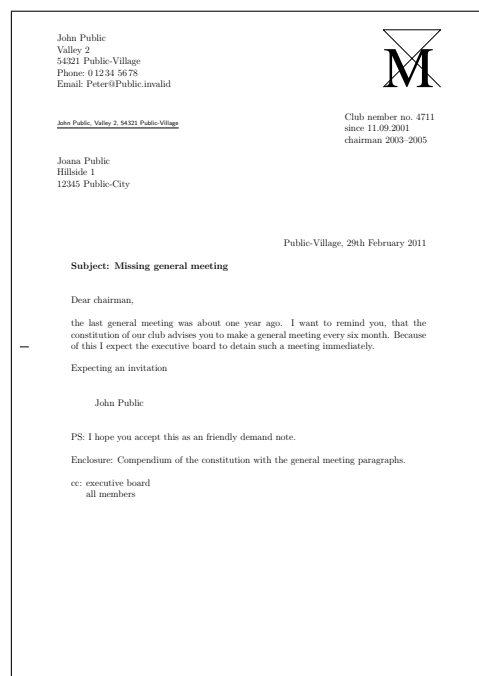 John Public
Valley 2
54321 Public-Village
Phone: 0 12 34 56 78
Email: Peter@Public.invalid
M
John Public, Valley 2, 54321 Public-Village
Club nember no. 4711
since 11.09.2001
chairman 2003–2005
Joana Public
Hillside 1
12345 Public-City
Public-Village, 29th February 2011
Subject: Missing general meeting
Dear chairman,
the last general meeting was about one year ago. I want to remind you, that the
constitution of our club advises you to make a general meeting every six month. Because
of this I expect the executive board to detain such a meeting immediately.
Expecting an invitation
John Public
PS: I hope you accept this as an friendly demand note.
Enclosure: Compendium of the constitution with the general meeting paragraphs.
cc: executive board
all members